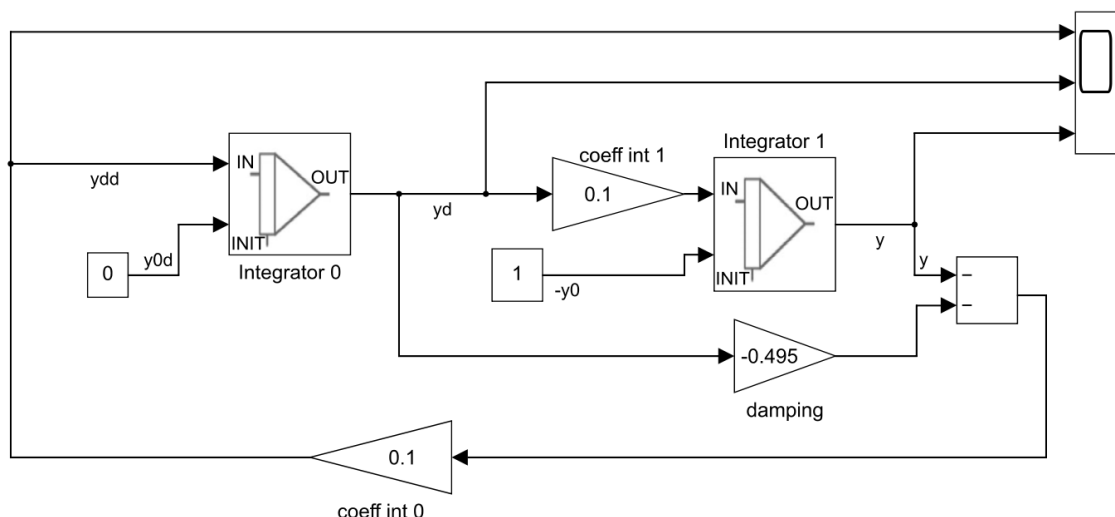 Integrator 1
coeff int 1
IN
OUT
ydd
INIT
Integrator 0
0
y0d
yd
0.1
IN
OUT
INIT
1
-y0
y
y
−
−
-0.495
damping
0.1
coeff int 0